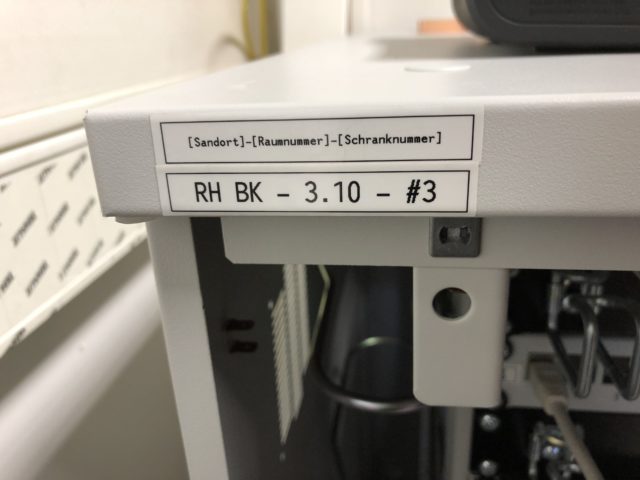 [Sandort]-[Raumnummer]-[Schranknummer]
RH BK - 3.10 - #3